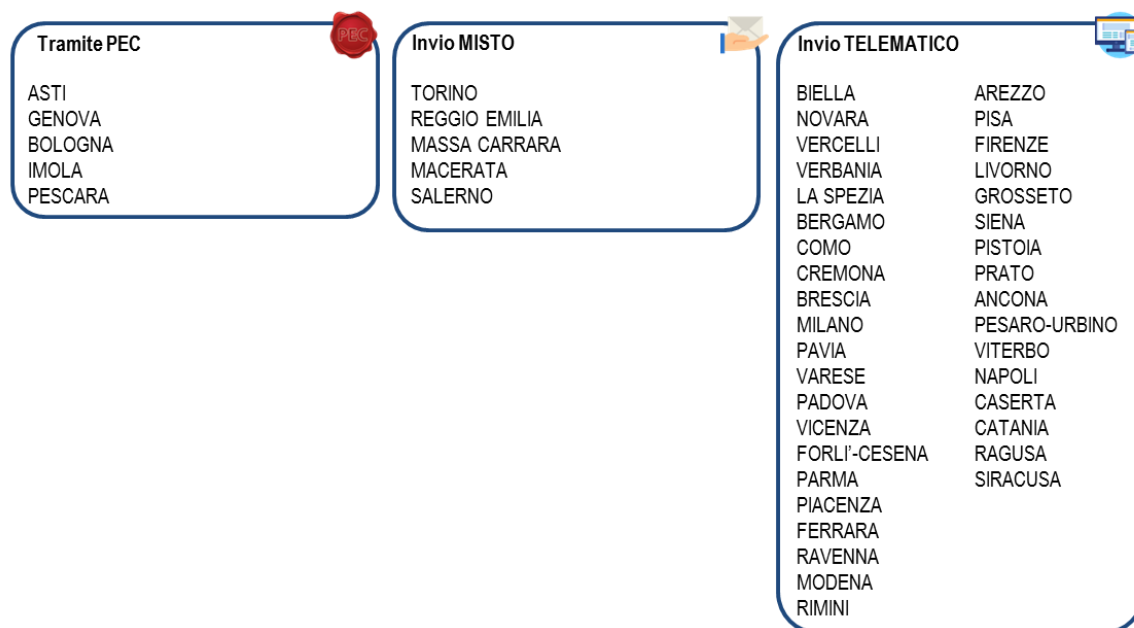 Tramite PEC
PEC
ASTI
GENOVA
BOLOGNA
IMOLA
PESCARA
Invio MISTO
TORINO
REGGIO EMILIA
MASSA CARRARA
MACERATA
SALERNO
Invio TELEMATICO
BIELLA
NOVARA
VERCELLI
VERBANIA
LA SPEZIA
BERGAMO
COMO
CREMONA
BRESCIA
MILANO
PAVIA
VARESE
PADOVA
VICENZA
FORLI'-CESENA
PARMA
PIACENZA
FERRARA
RAVENNA
MODENA
RIMINI
AREZZO
PISA
FIRENZE
LIVORNO
GROSSETO
SIENA
PISTOIA
PRATO
ANCONA
PESARO-URBINO
VITERBO
NAPOLI
CASERTA
CATANIA
RAGUSA
SIRACUSA